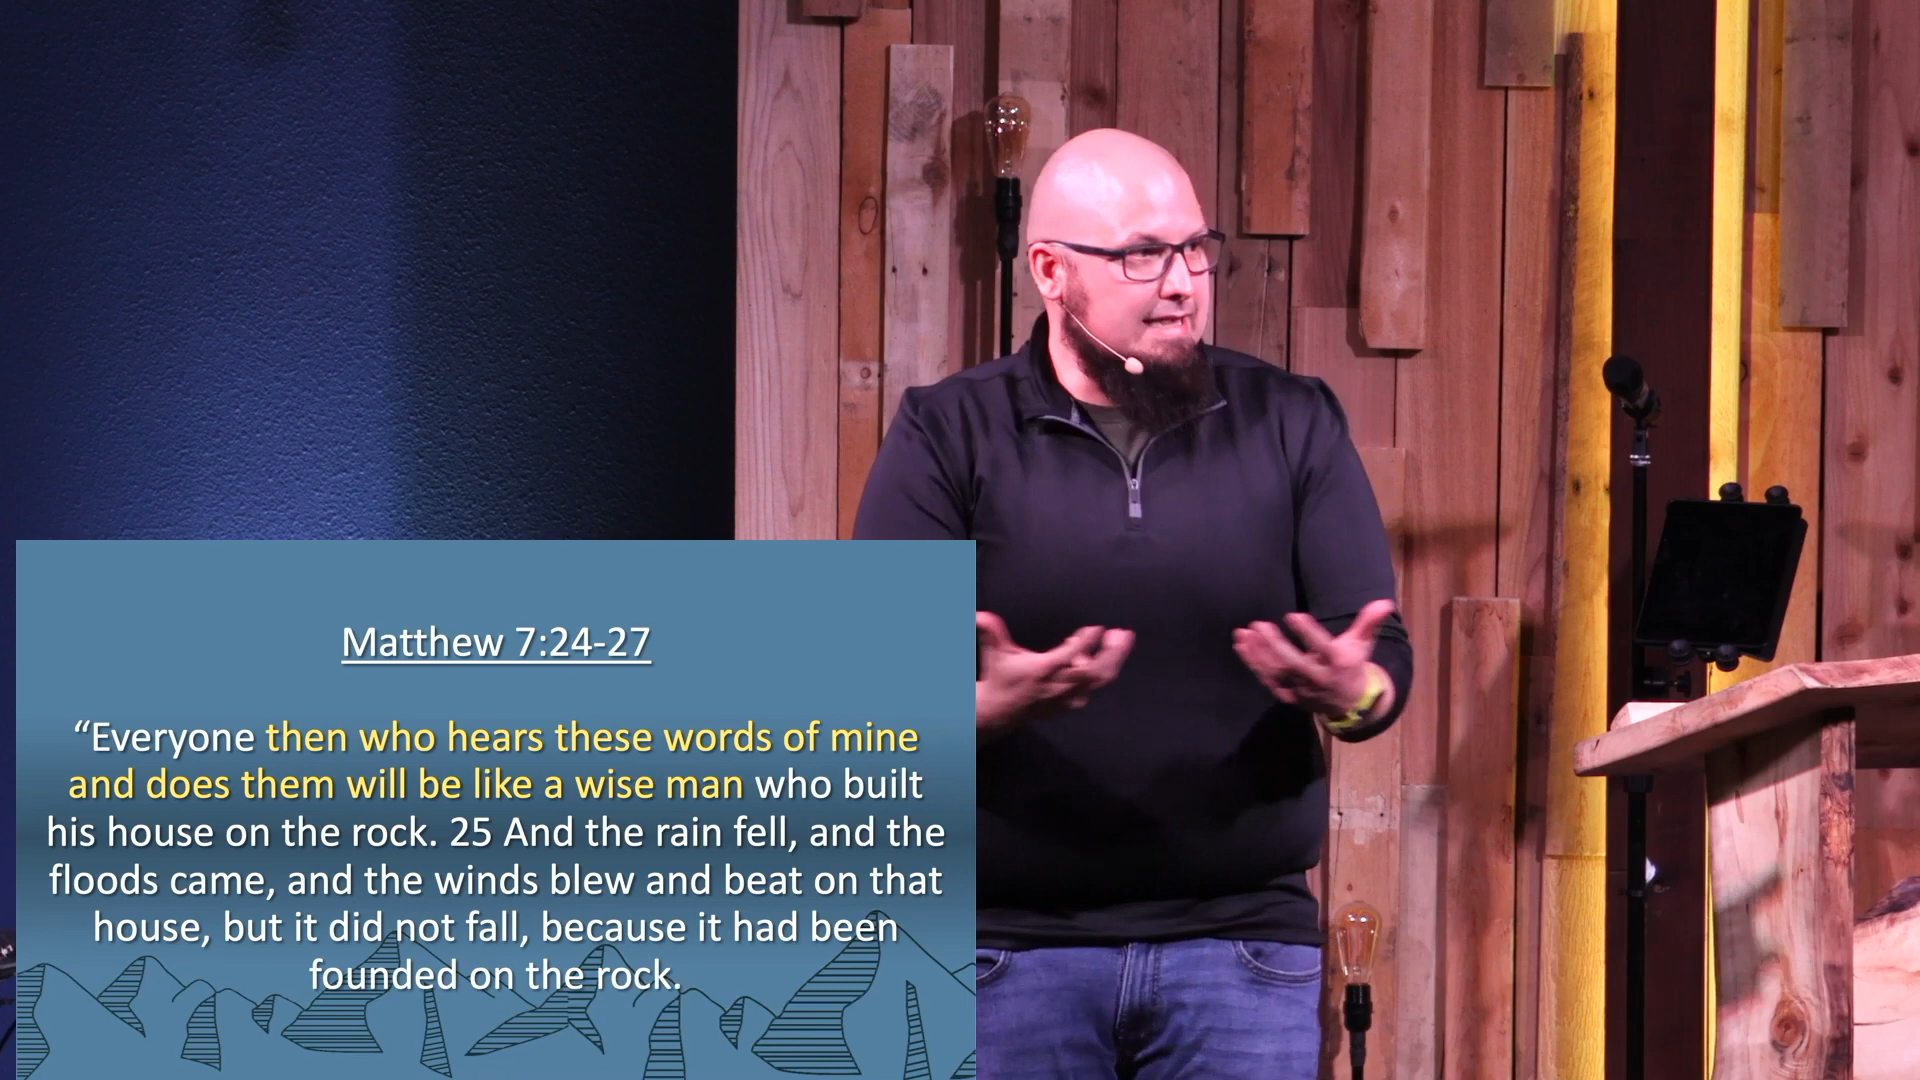 Matthew 7:24-27
“Everyone then who hears these words of mine
and does them will be like a wise man who built
his house on the rock. 25 And the rain fell, and the
floods came, and the winds blew and beat on that
house, but it did not fall, because it had been
founded on the rock.